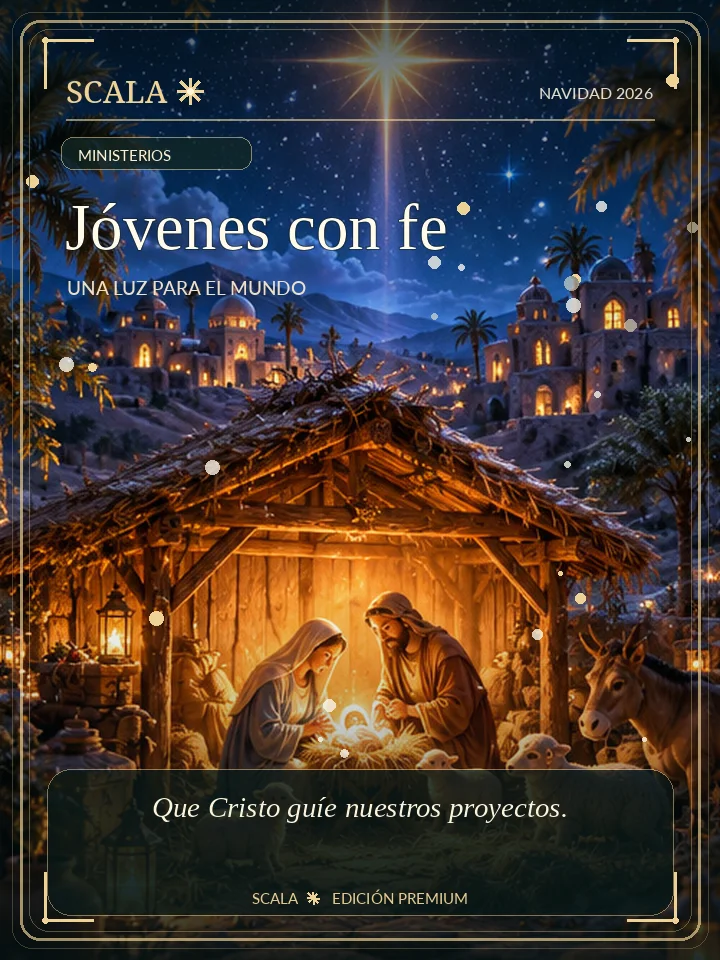 SCALA
NAVIDAD 2026
MINISTERIOS
Jóvenes con fe
UNA LUZ PARA EL MUNDO
Que Cristo guíe nuestros proyectos.
SCALA EDICIÓN PREMIUM